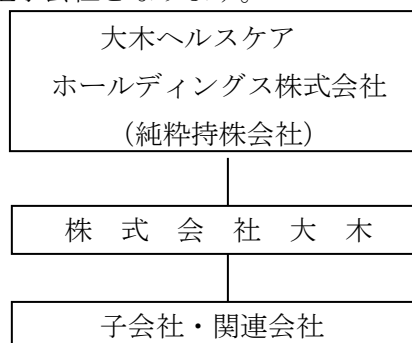 大木ヘルスケア
ホールディングス株式会社
(純粋持株会社)
株 式 会 社 大 木
子会社・関連会社